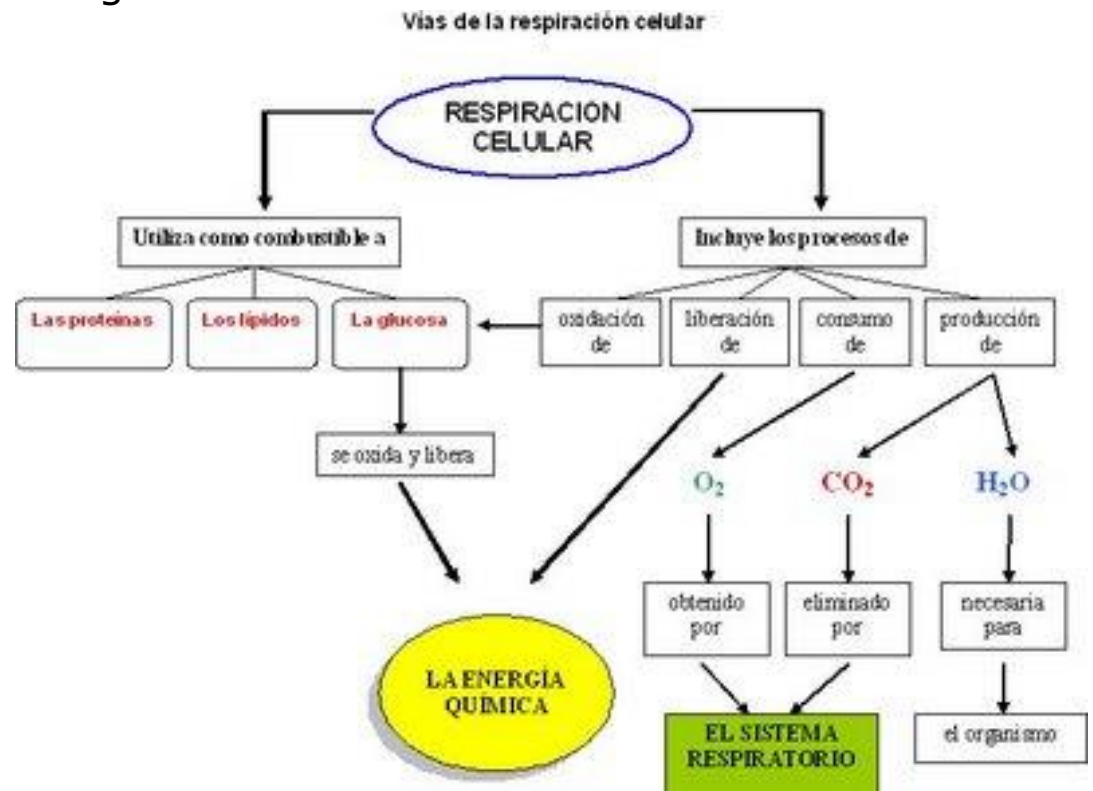 Vías de la respiración celular
RESPIRACION
CELULAR
Utiliza como combustible a
Incluye los procesos de
Las proteínas
Los lípidos
La glucosa
oxidación
de
liberación
de
consumo
de
producción
de
se oxida y libera
O₂
CO₂
H₂O
obtenido
por
eliminado
por
necesaria
para
LA ENERGÍA
QUÍMICA
EL SISTEMA
RESPIRATORIO
el organismo